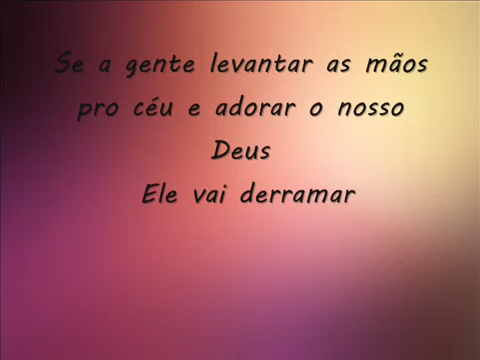 Se a gente levantar as mãos
pro céu e adorar o nosso
Deus
Ele vai derramar